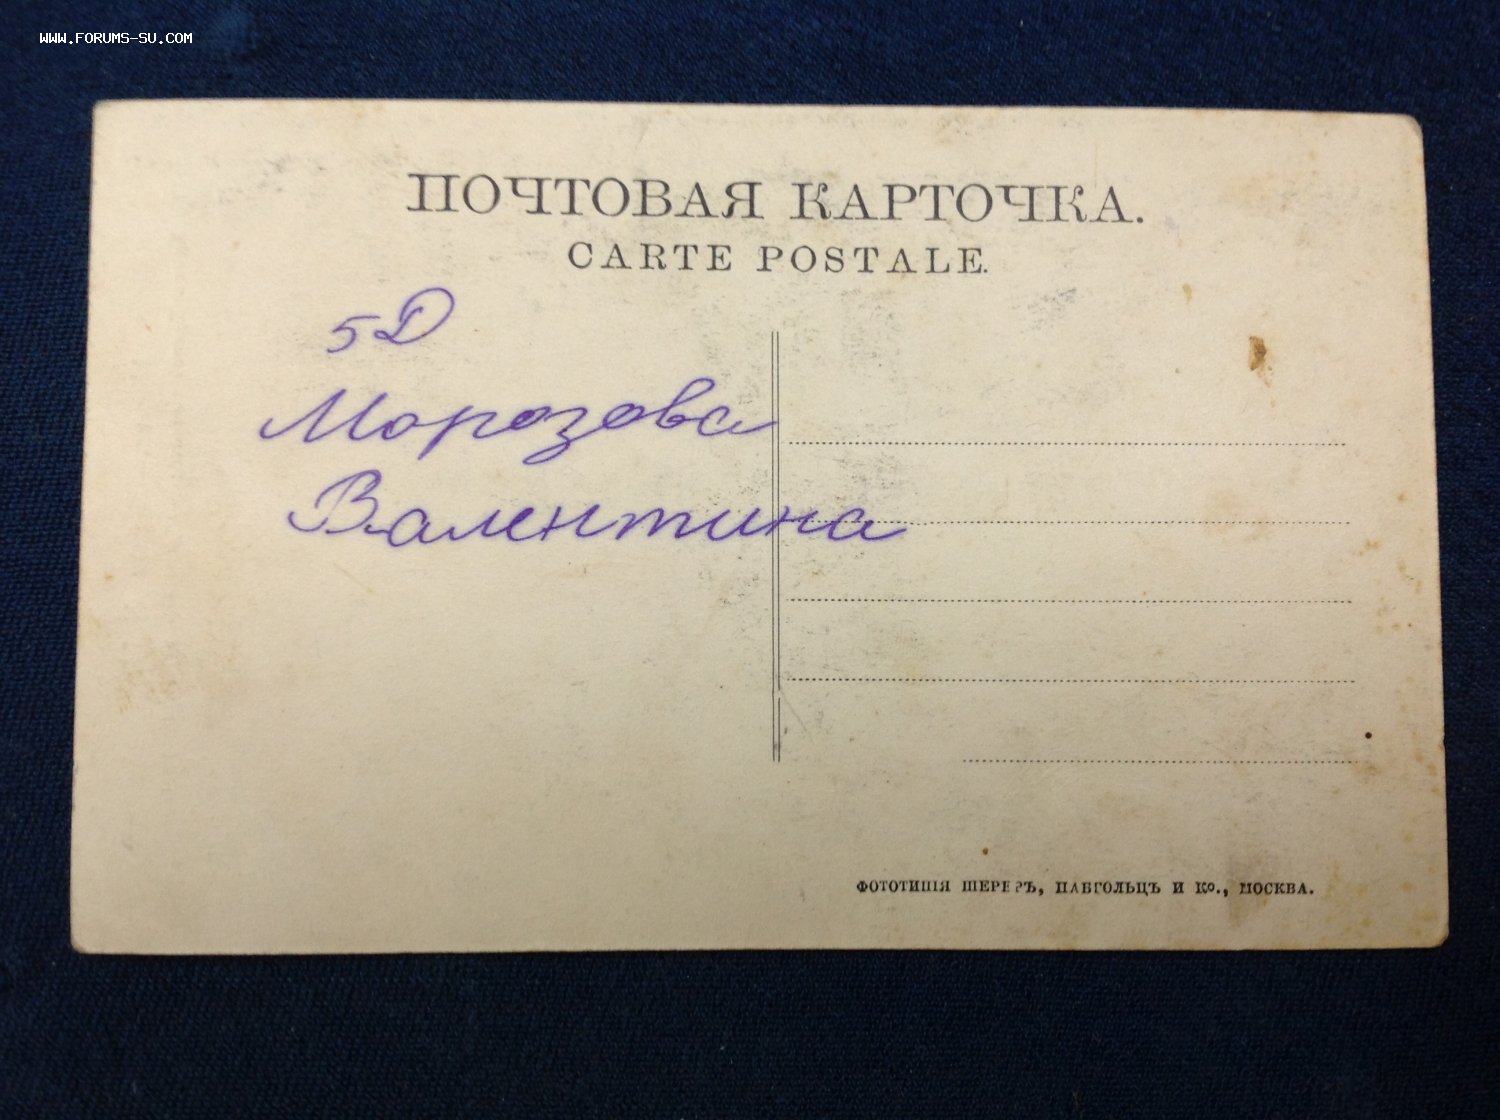 WWW.FORUMS-SU.COM
ПОЧТОВАЯ КАРТОЧКА.
CARTE POSTALE.
5Д
Морозова
Валентина
ФОТОТИПІЯ ШЕРЕРЪ, НАБГОЛЬЦЪ И Ко., МОСКВА.